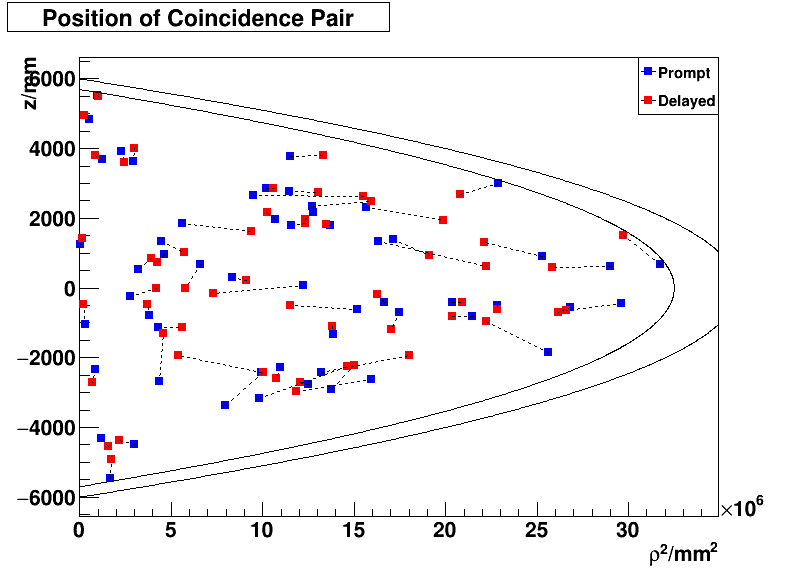 Position of Coincidence Pair
z/mm
Prompt
Delayed
6000
4000
2000
0
−2000
−4000
−6000
0 5 10 15 20 25 30
×10⁶
ρ²/mm²